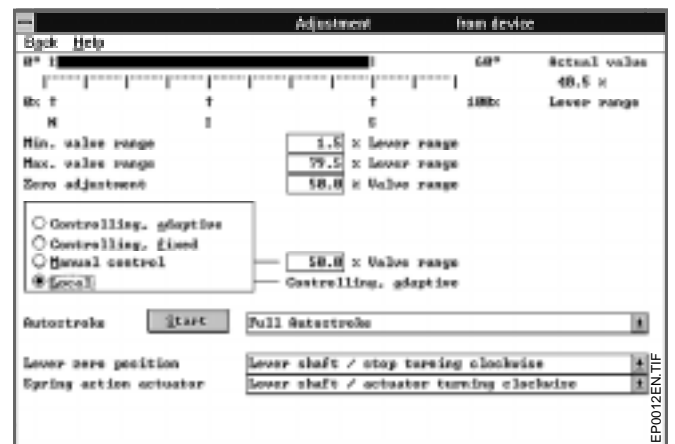 Adjustment from device
Back Help
0° 60° Actual value
40.5 %
0% ↑ ↑ ↑ 100% Lever range
N I S
Min. value range 1.5 % Lever range
Max. value range 79.5 % Lever range
Zero adjustment 50.0 % Valve range
Controlling, adaptive
Controlling, fixed
Manual control 50.0 % Valve range
Local Controlling, adaptive
Autostroke Start Full Autostroke
Lever zero position Lever shaft / stop turning clockwise
Spring action actuator Lever shaft / actuator turning clockwise
EP0012EN.TIF